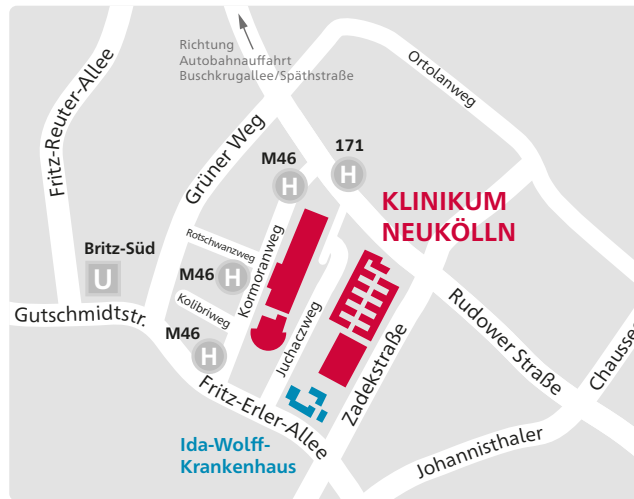 Richtung
Autobahnauffahrt
Buschkrugallee/Späthstraße
Ortolanweg
Fritz-Reuter-Allee
Grüner Weg
171
M46
H
H
KLINIKUM
NEUKÖLLN
Rotschwanzweg
Britz-Süd
U
M46
H
Kormoranweg
Kolibriweg
Gutschmidtstr.
M46
H
Juchaczweg
Rudower Straße
Chaussee
Zadekstraße
Fritz-Erler-Allee
Ida-Wolff-
Krankenhaus
Johannisthaler